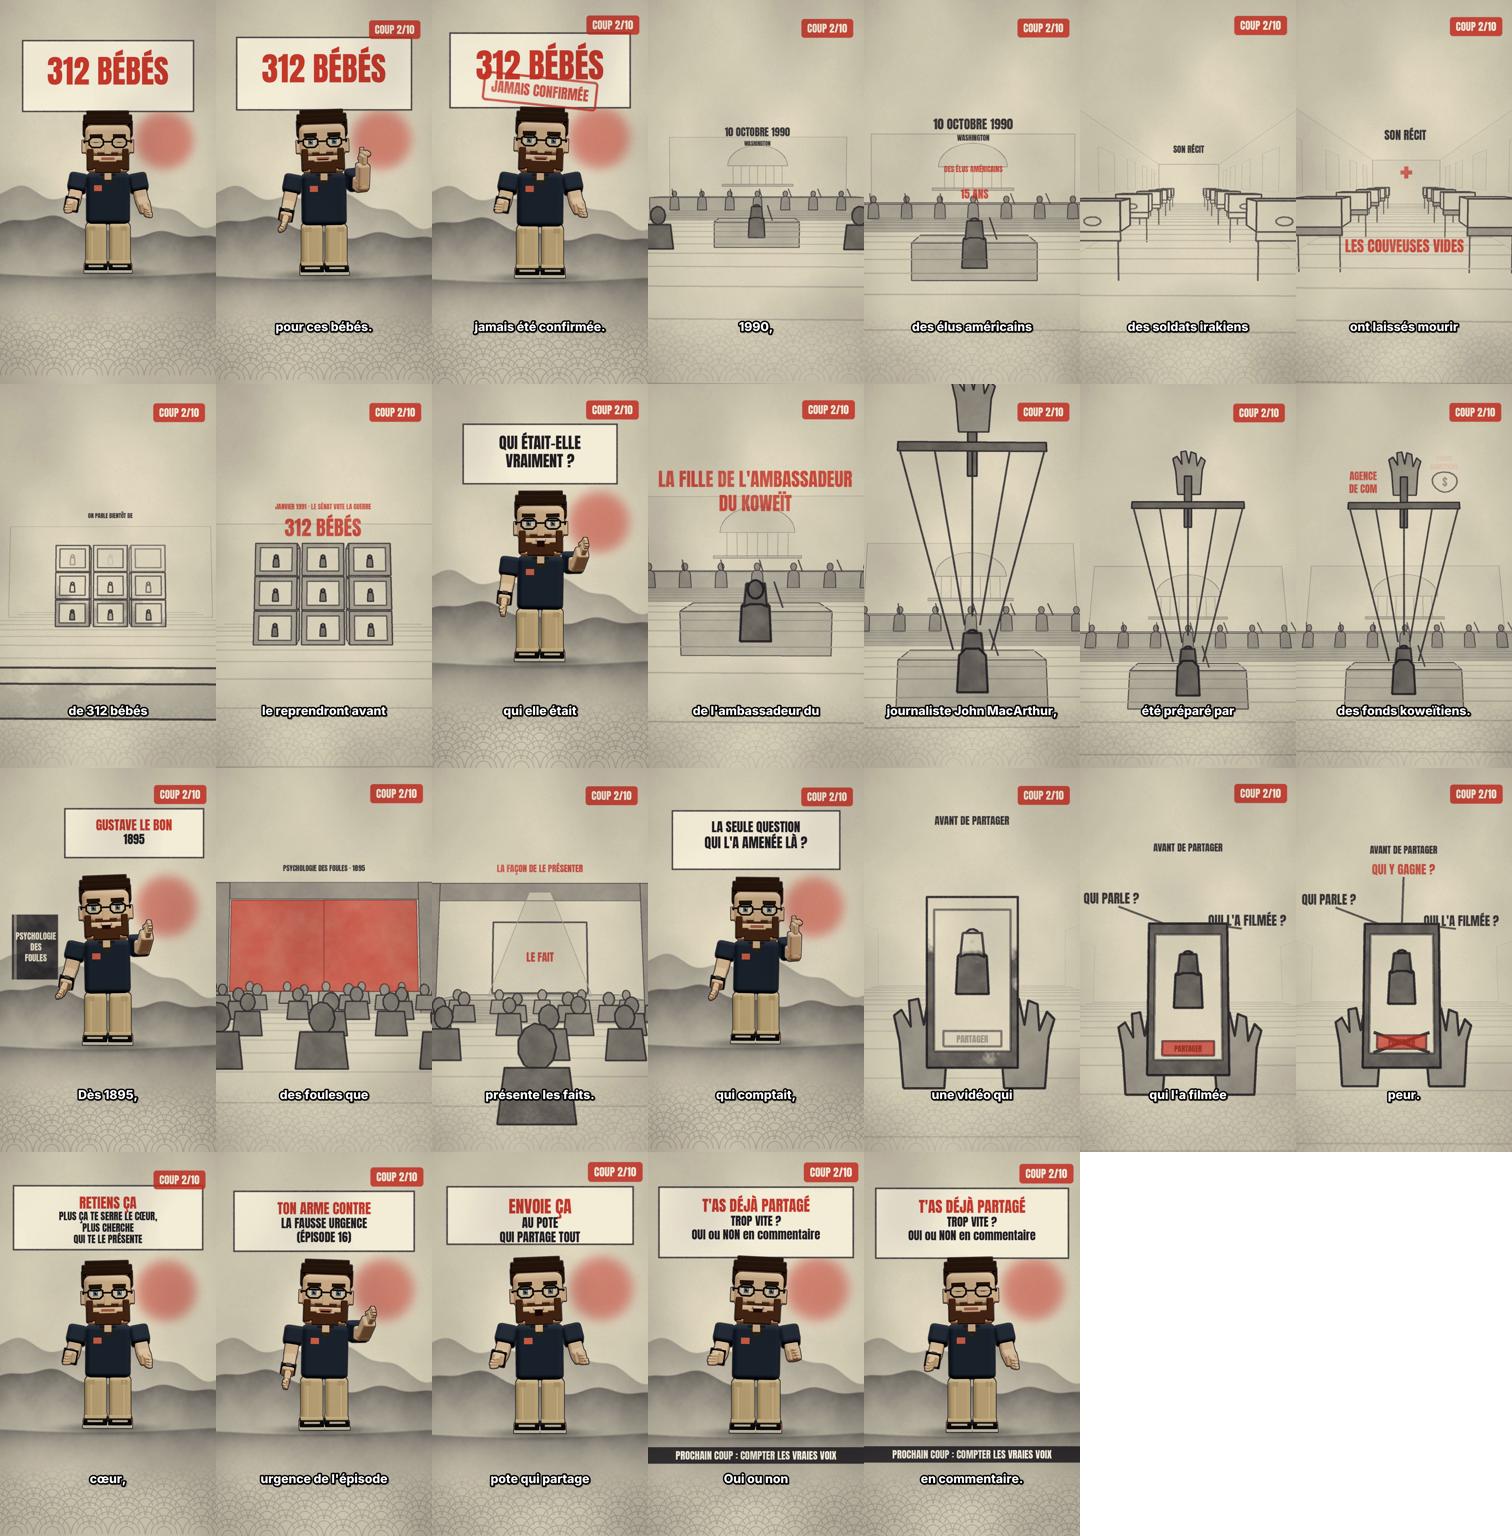 312 BÉBÉS
COUP 2/10
312 BÉBÉS
pour ces bébés.
COUP 2/10
312 BÉBÉS
JAMAIS CONFIRMÉE
jamais été confirmée.
COUP 2/10
10 OCTOBRE 1990
WASHINGTON
1990,
COUP 2/10
10 OCTOBRE 1990
WASHINGTON
DES ÉLUS AMÉRICAINS
15 ANS
des élus américains
COUP 2/10
SON RÉCIT
des soldats irakiens
COUP 2/10
SON RÉCIT
LES COUVEUSES VIDES
ont laissés mourir
COUP 2/10
ON PARLE BIENTÔT DE
de 312 bébés
COUP 2/10
JANVIER 1991 · LE SÉNAT VOTE LA GUERRE
312 BÉBÉS
le reprendront avant
COUP 2/10
QUI ÉTAIT-ELLE
VRAIMENT ?
qui elle était
COUP 2/10
LA FILLE DE L'AMBASSADEUR
DU KOWEÏT
de l'ambassadeur du
COUP 2/10
journaliste John MacArthur,
COUP 2/10
été préparé par
COUP 2/10
AGENCE
DE COM
$
des fonds koweïtiens.
COUP 2/10
GUSTAVE LE BON
1895
PSYCHOLOGIE
DES
FOULES
Dès 1895,
COUP 2/10
PSYCHOLOGIE DES FOULES · 1895
des foules que
COUP 2/10
LA FAÇON DE LE PRÉSENTER
LE FAIT
présente les faits.
COUP 2/10
LA SEULE QUESTION
QUI L'A AMENÉE LÀ ?
qui comptait,
COUP 2/10
AVANT DE PARTAGER
PARTAGER
une vidéo qui
COUP 2/10
AVANT DE PARTAGER
QUI PARLE ?
QUI L'A FILMÉE ?
PARTAGER
qui l'a filmée
COUP 2/10
AVANT DE PARTAGER
QUI Y GAGNE ?
QUI PARLE ?
QUI L'A FILMÉE ?
peur.
COUP 2/10
RETIENS ÇA
PLUS ÇA TE SERRE LE CŒUR,
PLUS CHERCHE
QUI TE LE PRÉSENTE
cœur,
COUP 2/10
TON ARME CONTRE
LA FAUSSE URGENCE
(ÉPISODE 16)
urgence de l'épisode
COUP 2/10
ENVOIE ÇA
AU POTE
QUI PARTAGE TOUT
pote qui partage
COUP 2/10
T'AS DÉJÀ PARTAGÉ
TROP VITE ?
OUI ou NON en commentaire
PROCHAIN COUP : COMPTER LES VRAIES VOIX
Oui ou non
COUP 2/10
T'AS DÉJÀ PARTAGÉ
TROP VITE ?
OUI ou NON en commentaire
PROCHAIN COUP : COMPTER LES VRAIES VOIX
en commentaire.